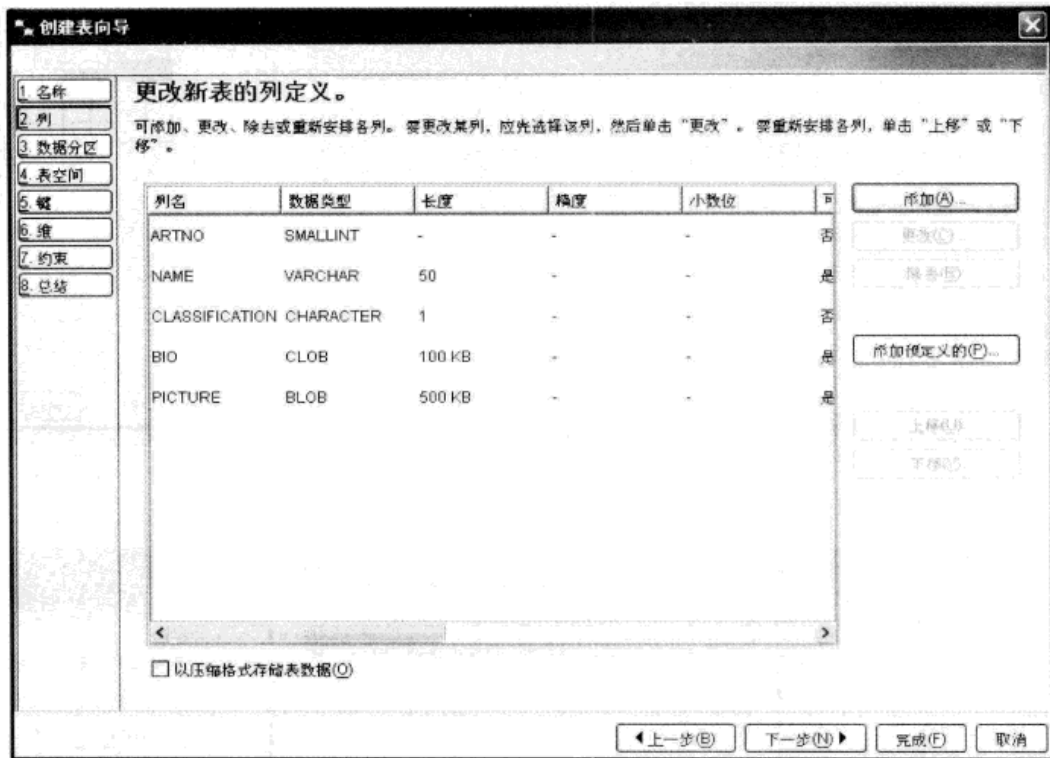 创建表向导
1. 名称
2. 列
3. 数据分区
4. 表空间
5. 键
6. 维
7. 约束
8. 总结
更改新表的列定义。
可添加、更改、除去或重新安排各列。 要更改某列，应先选择该列，然后单击“更改”。 要重新安排各列，单击“上移”或“下
移”。
列名 数据类型 长度 精度 小数位 可
ARTNO SMALLINT - - - 否
NAME VARCHAR 50 - - 是
CLASSIFICATION CHARACTER 1 - - 否
BIO CLOB 100 KB - - 是
PICTURE BLOB 500 KB - - 是
添加(A)...
更改(C)...
除去(E)
添加预定义的(P)...
上移(U)
下移
以压缩格式存储表数据(O)
上一步(B)
下一步(N)
完成(F)
取消